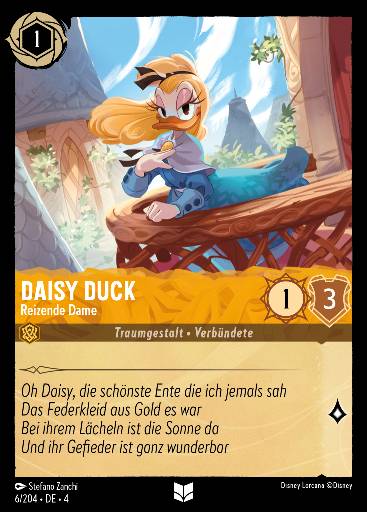 1
DAISY DUCK
Reizende Dame
1
3
Traumgestalt • Verbündete
Oh Daisy, die schönste Ente die ich jemals sah
Das Federkleid aus Gold es war
Bei ihrem Lächeln ist die Sonne da
Und ihr Gefieder ist ganz wunderbar
Stefano Zanchi
6/204 • DE • 4
Disney Lorcana ©Disney